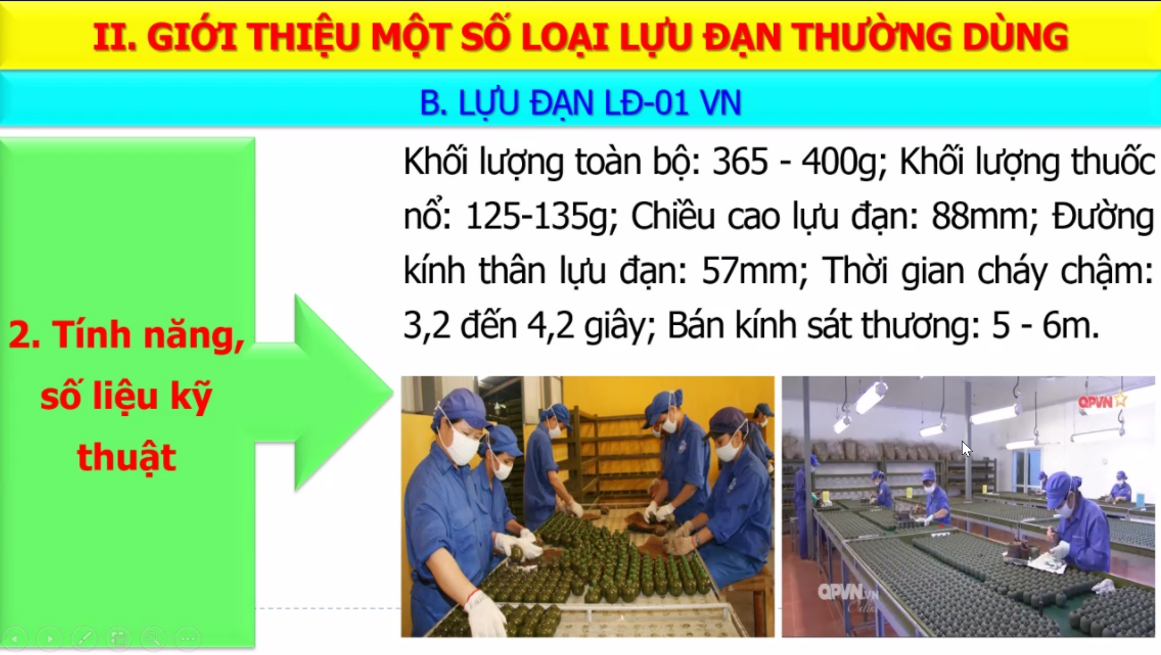 II. GIỚI THIỆU MỘT SỐ LOẠI LỰU ĐẠN THƯỜNG DÙNG
B. LỰU ĐẠN LĐ-01 VN
2. Tính năng,
số liệu kỹ
thuật
Khối lượng toàn bộ: 365 - 400g; Khối lượng thuốc
nổ: 125-135g; Chiều cao lựu đạn: 88mm; Đường
kính thân lựu đạn: 57mm; Thời gian cháy chậm:
3,2 đến 4,2 giây; Bán kính sát thương: 5 - 6m.
QPVN
QPVN.VN
Online